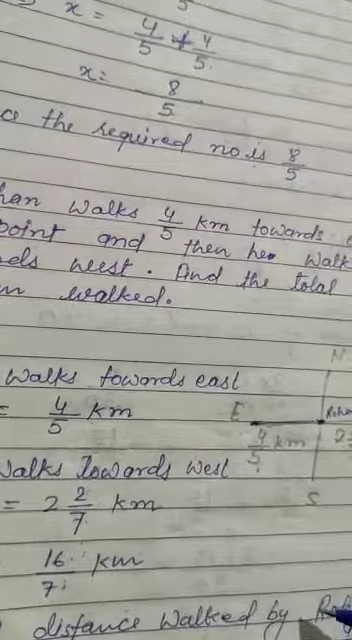 x = 4/5 + 4/5
x = 8/5
the required no is 8/5
walks 4/5 km towards
point and then he walk
west. Find the total
walked.
Walks towards east
= 4/5 km
E
4/5 km
S
Walks towards west
= 2 2/7 km
16/7 km
distance walked by